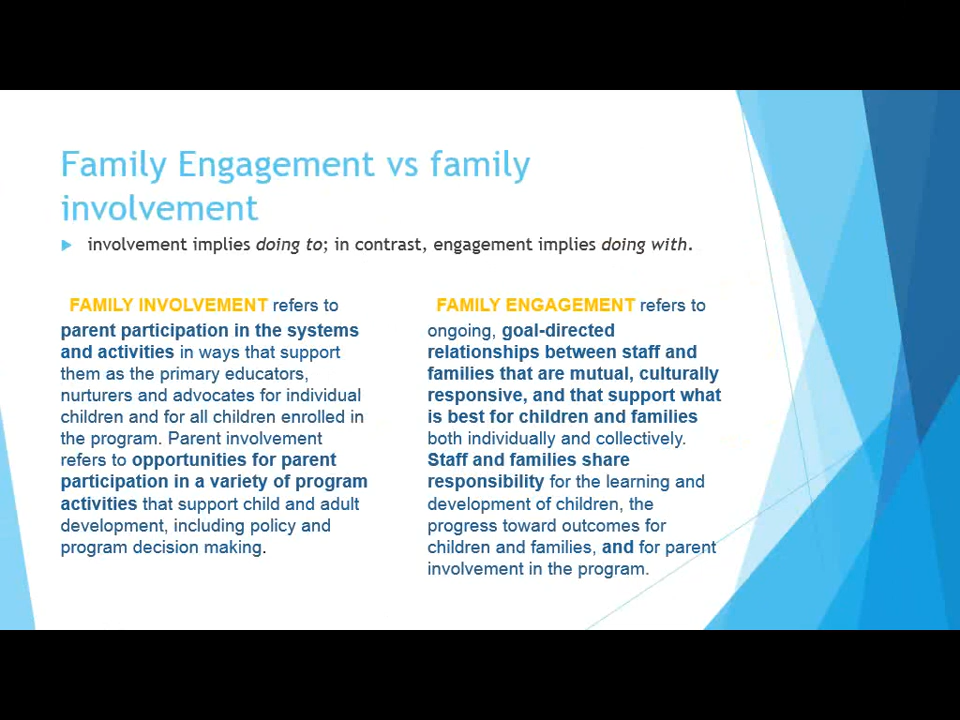 Family Engagement vs family
involvement
involvement implies doing to; in contrast, engagement implies doing with.
FAMILY INVOLVEMENT refers to
parent participation in the systems
and activities in ways that support
them as the primary educators,
nurturers and advocates for individual
children and for all children enrolled in
the program. Parent involvement
refers to opportunities for parent
participation in a variety of program
activities that support child and adult
development, including policy and
program decision making.
FAMILY ENGAGEMENT refers to
ongoing, goal-directed
relationships between staff and
families that are mutual, culturally
responsive, and that support what
is best for children and families
both individually and collectively.
Staff and families share
responsibility for the learning and
development of children, the
progress toward outcomes for
children and families, and for parent
involvement in the program.